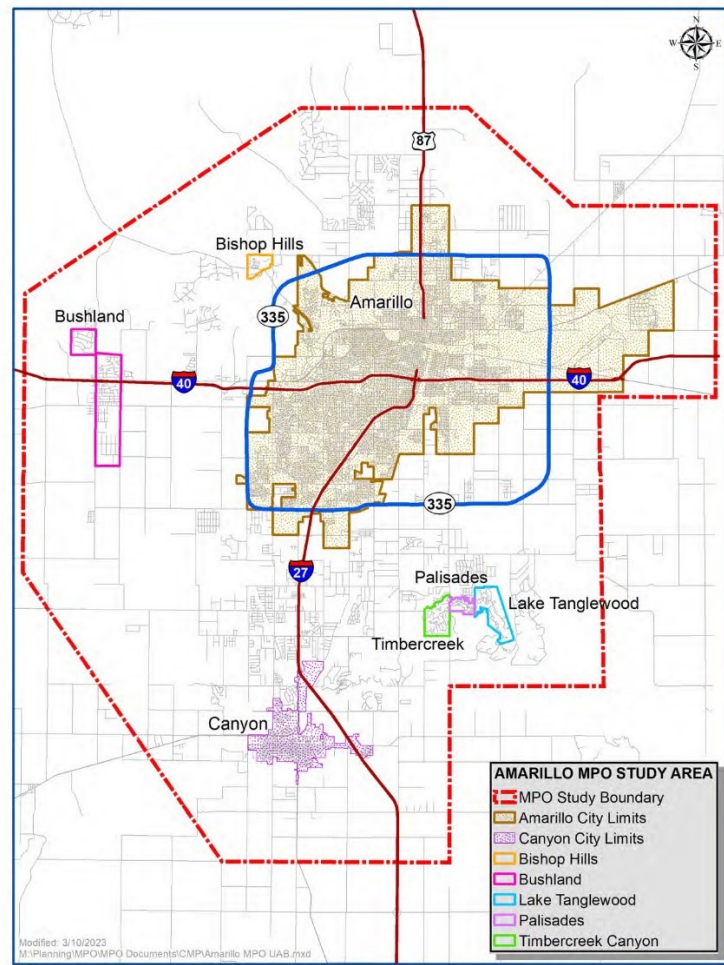 N
W E
S
87
Bishop Hills
Amarillo
335
Bushland
40
40
335
27
Palisades
Lake Tanglewood
Timbercreek
Canyon
AMARILLO MPO STUDY AREA
MPO Study Boundary
Amarillo City Limits
Canyon City Limits
Bishop Hills
Bushland
Lake Tanglewood
Palisades
Timbercreek Canyon
Modified: 3/10/2023
M:\Planning\MPO\MPO Documents\CMP\Amarillo MPO UAB.mxd